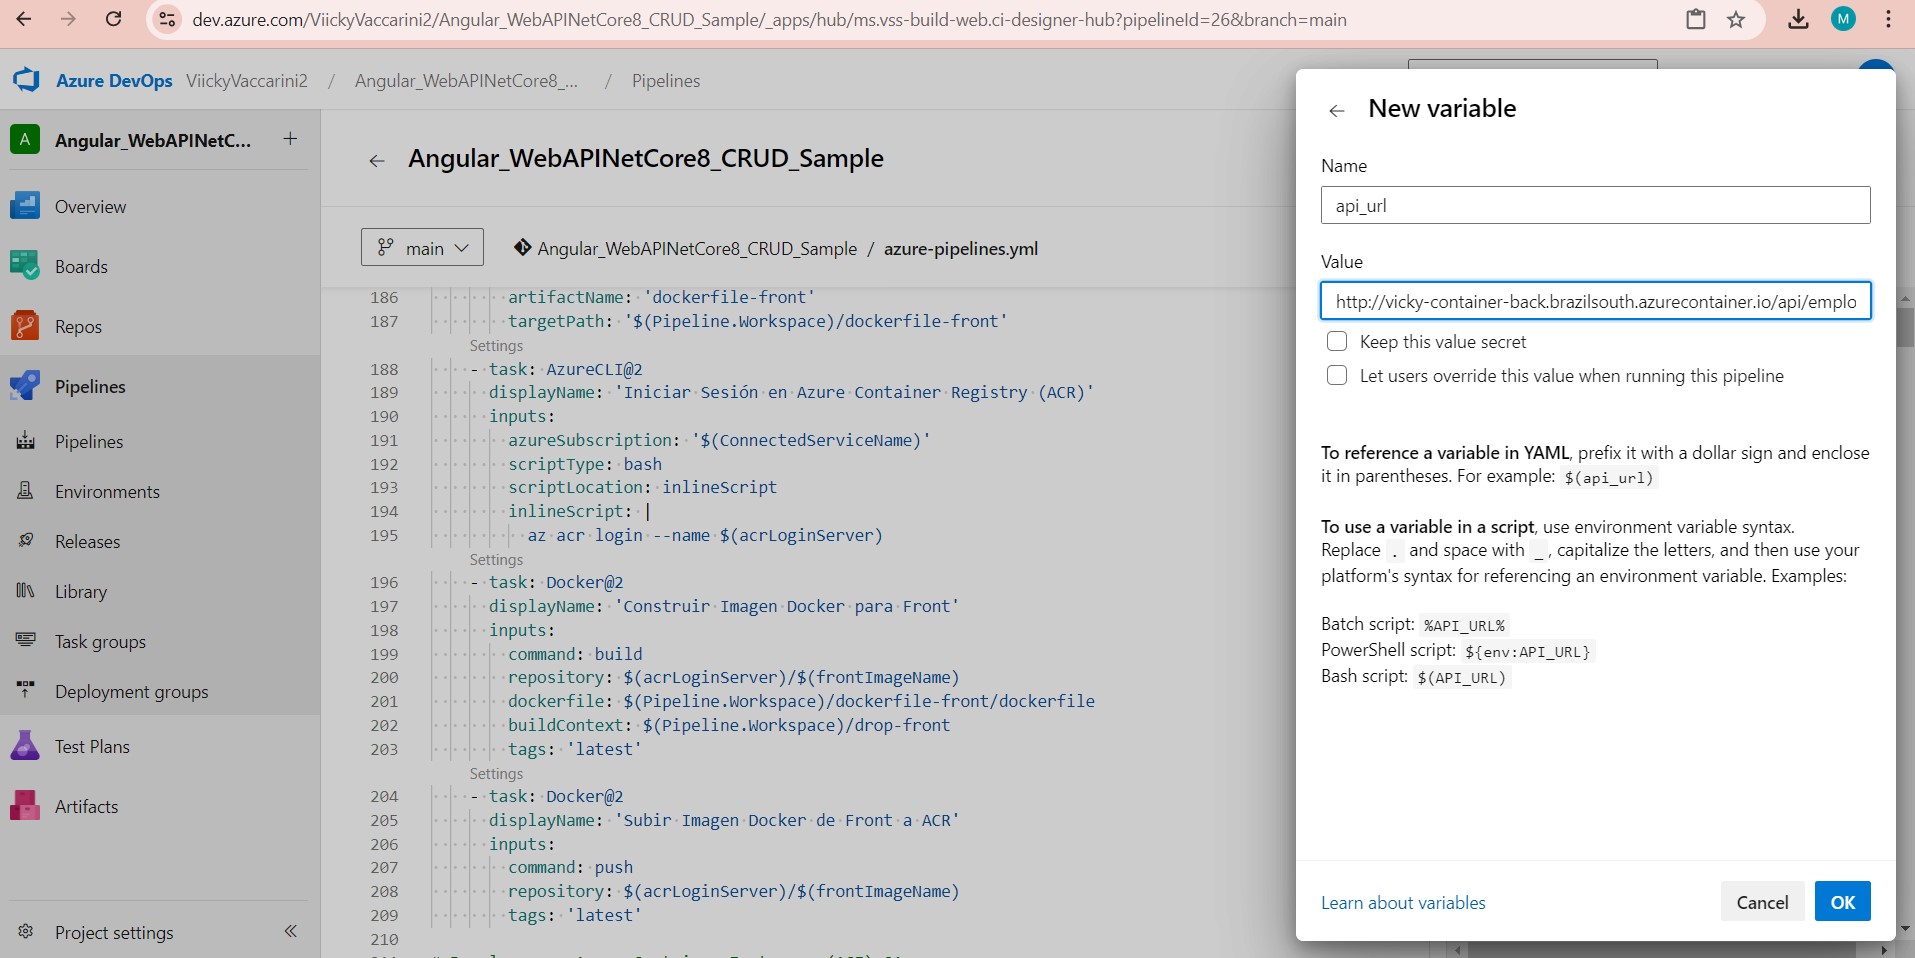 dev.azure.com/ViickyVaccarini2/Angular_WebAPINetCore8_CRUD_Sample/_apps/hub/ms.vss-build-web.ci-designer-hub?pipelineId=26&branch=main
M
Azure DevOps ViickyVaccarini2 / Angular_WebAPINetCore8_... / Pipelines
A Angular_WebAPINetC... +
Overview
Boards
Repos
Pipelines
Pipelines
Environments
Releases
Library
Task groups
Deployment groups
Test Plans
Artifacts
Project settings
Angular_WebAPINetCore8_CRUD_Sample
main
Angular_WebAPINetCore8_CRUD_Sample / azure-pipelines.yml
186 artifactName: 'dockerfile-front'
187 targetPath: '$(Pipeline.Workspace)/dockerfile-front'
Settings
188 - task: AzureCLI@2
189 displayName: 'Iniciar Sesión en Azure Container Registry (ACR)'
190 inputs:
191 azureSubscription: '$(ConnectedServiceName)'
192 scriptType: bash
193 scriptLocation: inlineScript
194 inlineScript: |
195 az acr login --name $(acrLoginServer)
Settings
196 - task: Docker@2
197 displayName: 'Construir Imagen Docker para Front'
198 inputs:
199 command: build
200 repository: $(acrLoginServer)/$(frontImageName)
201 dockerfile: $(Pipeline.Workspace)/dockerfile-front/dockerfile
202 buildContext: $(Pipeline.Workspace)/drop-front
203 tags: 'latest'
Settings
204 - task: Docker@2
205 displayName: 'Subir Imagen Docker de Front a ACR'
206 inputs:
207 command: push
208 repository: $(acrLoginServer)/$(frontImageName)
209 tags: 'latest'
210
New variable
Name
api_url
Value
http://vicky-container-back.brazilsouth.azurecontainer.io/api/emplo
Keep this value secret
Let users override this value when running this pipeline
To reference a variable in YAML, prefix it with a dollar sign and enclose
it in parentheses. For example: $(api_url)
To use a variable in a script, use environment variable syntax.
Replace . and space with _, capitalize the letters, and then use your
platform's syntax for referencing an environment variable. Examples:
Batch script: %API_URL%
PowerShell script: ${env:API_URL}
Bash script: $(API_URL)
Learn about variables
Cancel
OK